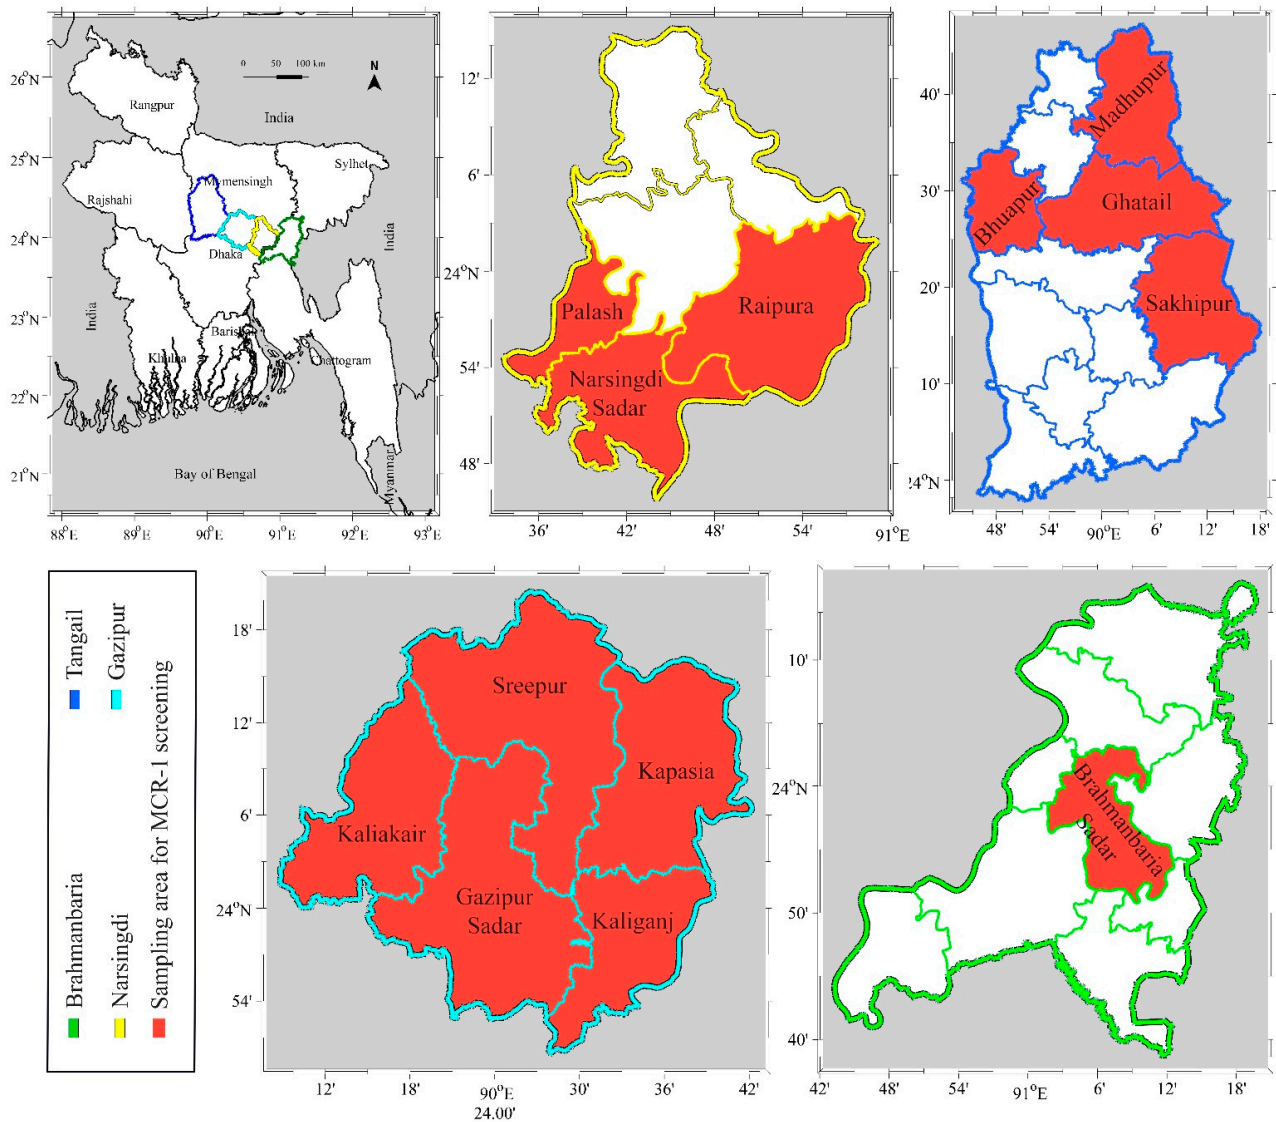 26°N
25°N
24°N
23°N
22°N
21°N
88°E
90°E
91°E
92°E
93°E
0
50
100 km
N
Rangpur
India
Sylhet
Mymensingh
Rajshahi
India
Dhaka
India
Barishal
Khulna
Chattogram
Bay of Bengal
Myanmar
12'
6'
24°N
54'
48'
36'
42'
48'
54'
91°E
Palash
Raipura
Narsingdi
Sadar
40'
30'
20'
10'
24°N
48'
54'
90°E
6'
12'
18'
Madhupur
Bhuapur
Ghatail
Sakhipur
Tangail
Gazipur
Brahmanbaria
Narsingdi
Sampling area for MCR-1 screening
18'
12'
6'
24°N
54'
12'
18'
90°E
24.00'
30'
36'
42'
Sreepur
Kapasia
Kaliakair
Gazipur
Sadar
Kaliganj
10'
24°N
50'
40'
42'
48'
54'
91°E
6'
12'
18'
Brahmanbaria
Sadar